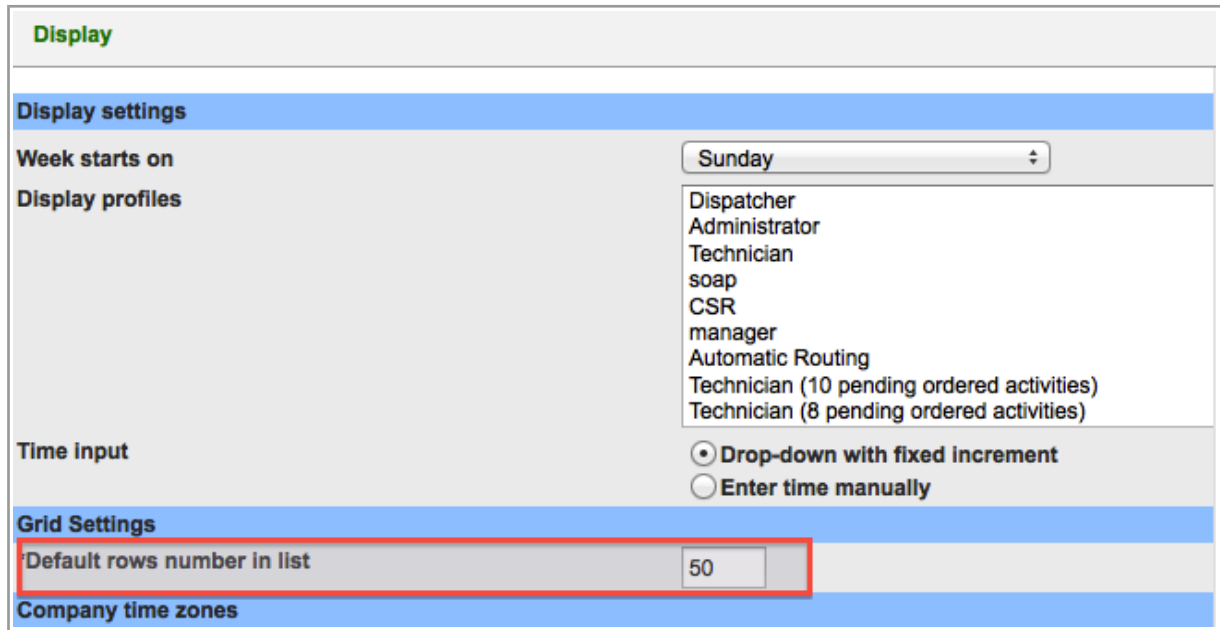 Display
Display settings
Week starts on
Sunday
Display profiles
Dispatcher
Administrator
Technician
soap
CSR
manager
Automatic Routing
Technician (10 pending ordered activities)
Technician (8 pending ordered activities)
Time input
Drop-down with fixed increment
Enter time manually
Grid Settings
*Default rows number in list
50
Company time zones